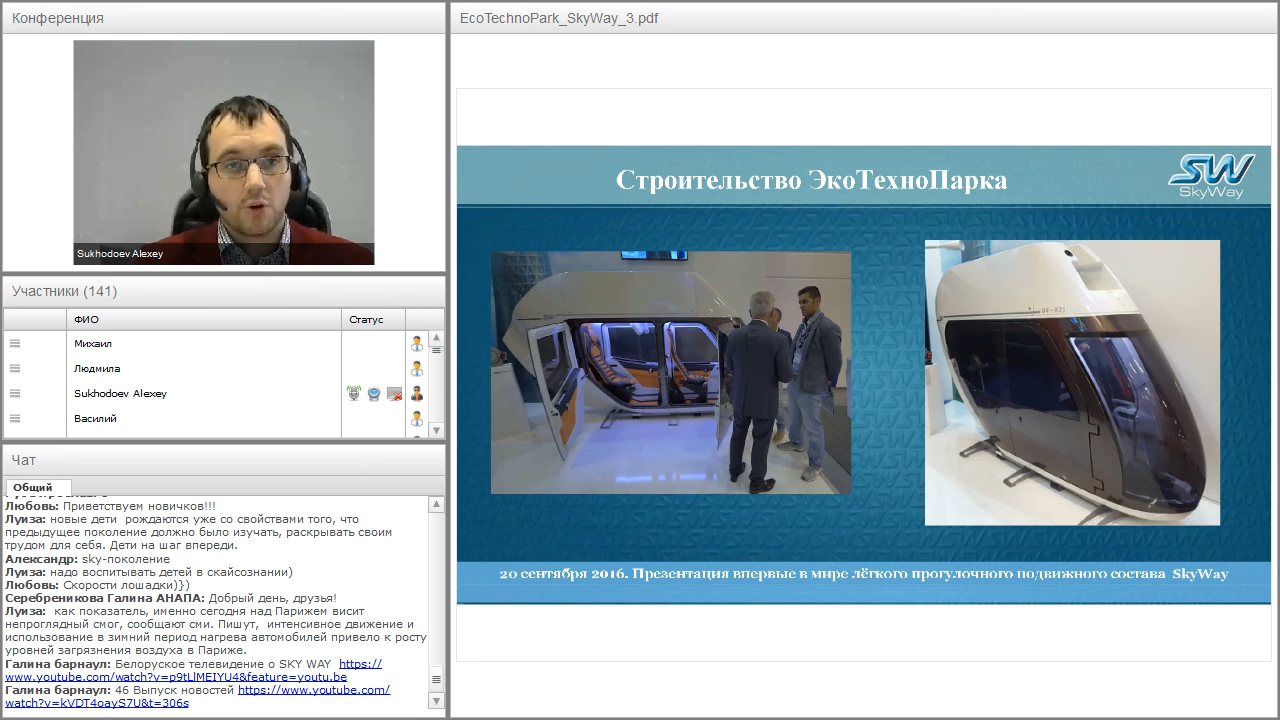 Конференция
Sukhodoev Alexey
Участники (141)
ФИО
Статус
Михаил
Людмила
Sukhodoev Alexey
Василий
Чат
Общий
Любовь: Приветствуем новичков!!!
Луиза: новые дети рождаются уже со свойствами того, что
предыдущее поколение должно было изучать, раскрывать своим
трудом для себя. Дети на шаг впереди.
Александр: sky-поколение
Луиза: надо воспитывать детей в скайсознании)
Любовь: Скорости лошадки)})
Серебреникова Галина АНАПА: Добрый день, друзья!
Луиза: как показатель, именно сегодня над Парижем висит
непроглядный смог, сообщают сми. Пишут, интенсивное движение и
использование в зимний период нагрева автомобилей привело к росту
уровней загрязнения воздуха в Париже.
Галина барнаул: Белоруское телевидение о SKY WAY https://
www.youtube.com/watch?v=p9tLlMEIYU4&feature=youtu.be
Галина барнаул: 46 Выпуск новостей https://www.youtube.com/
watch?v=kVDT4oayS7U&t=306s
EcoTechnoPark_SkyWay_3.pdf
Строительство ЭкоТехноПарка
SW
SkyWay
20 сентября 2016. Презентация впервые в мире лёгкого прогулочного подвижного состава SkyWay